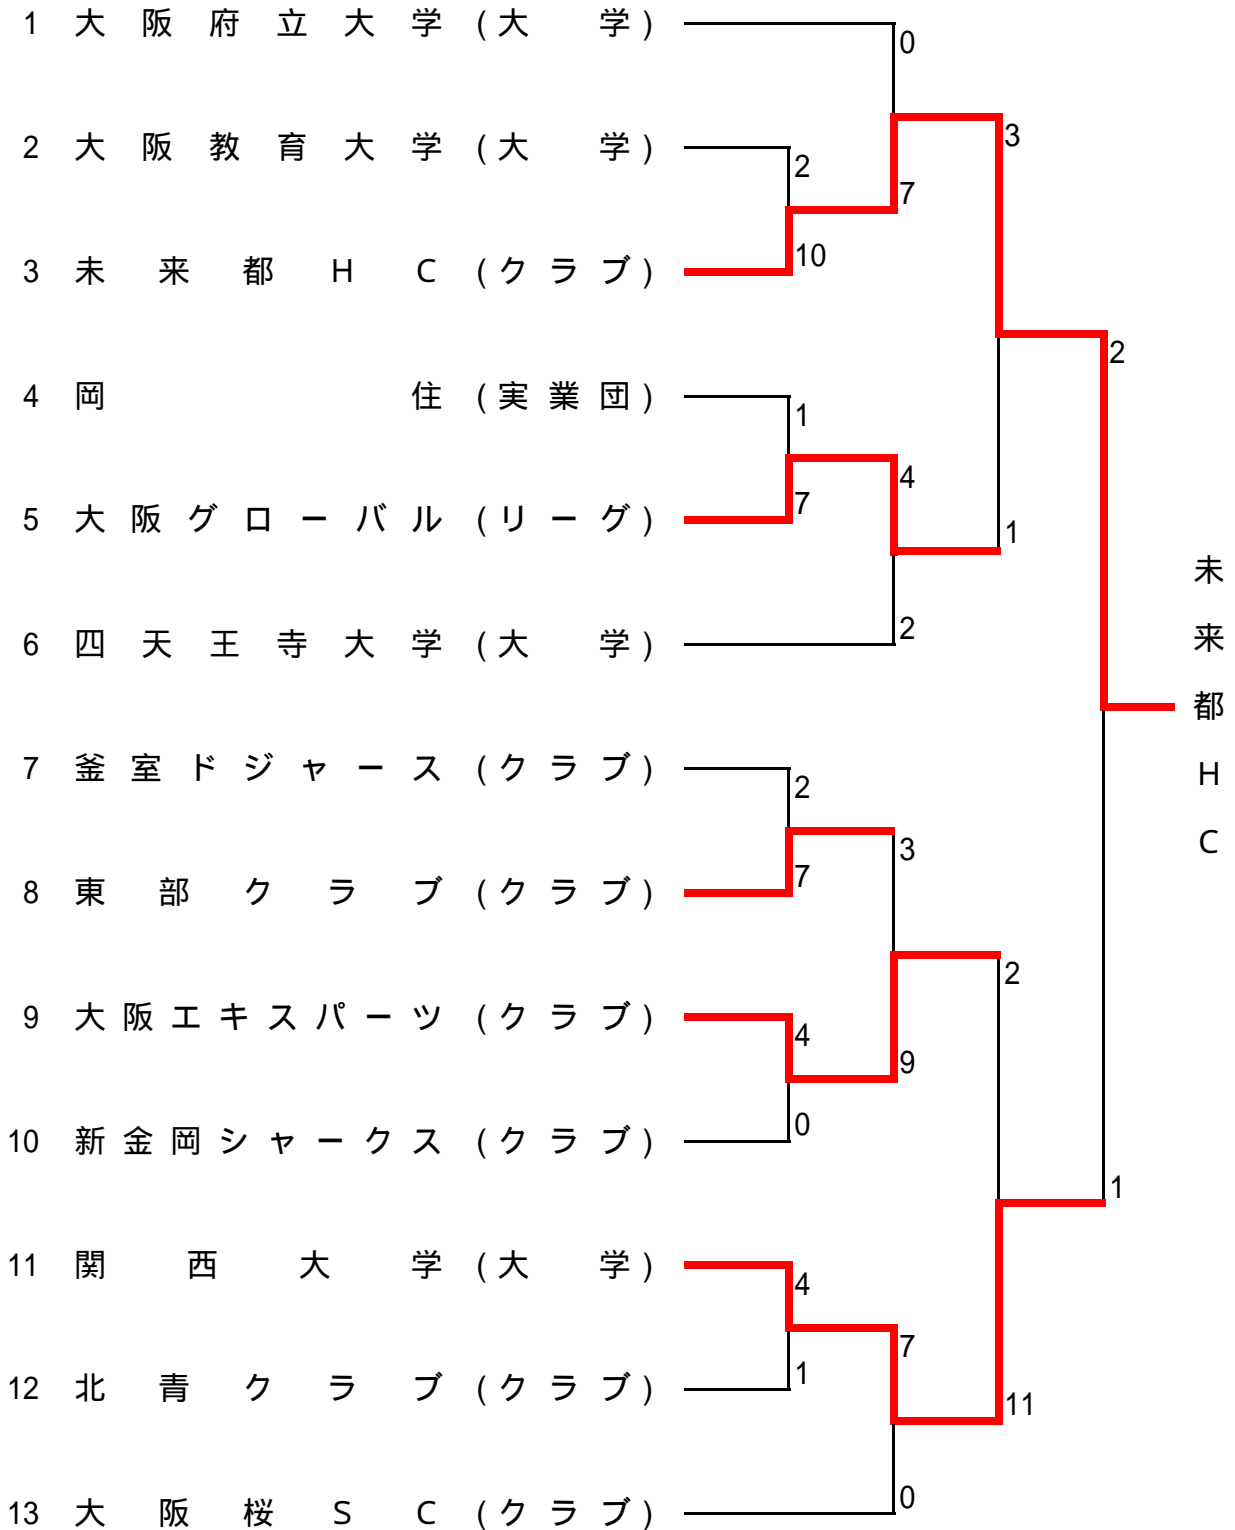 1 大阪府立大学 (大学)
0
2 大阪教育大学 (大学)
3
2
7
3 未来都HC (クラブ)
10
2
4 岡住 (実業団)
1
4
5 大阪グローバル (リーグ)
7
1
6 四天王寺大学 (大学)
2
未来都HC
7 釜室ドジャース (クラブ)
2
3
8 東部クラブ (クラブ)
7
2
9 大阪エキスパーツ (クラブ)
4
9
10 新金岡シャークス (クラブ)
0
1
11 関西大学 (大学)
4
7
12 北青クラブ (クラブ)
1
11
13 大阪桜SC (クラブ)
0